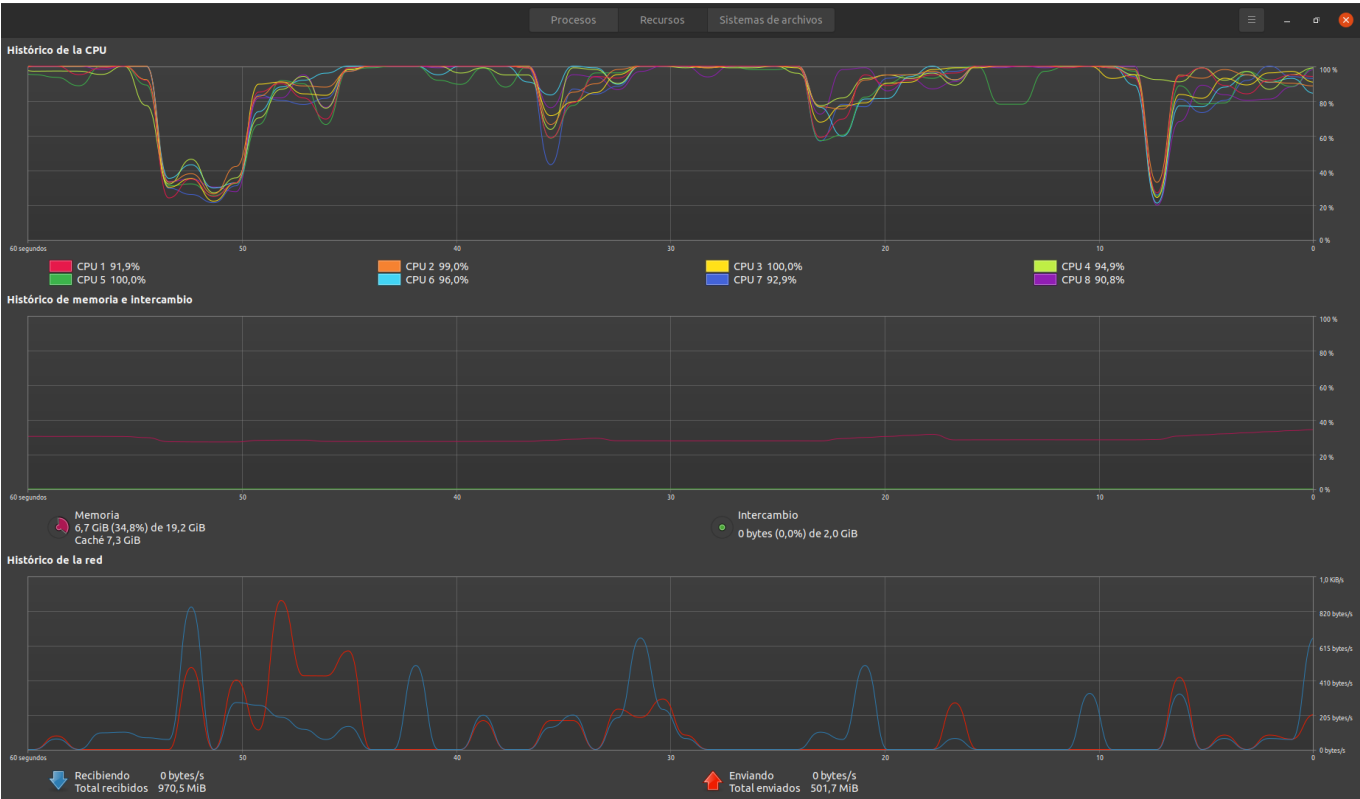 Procesos Recursos Sistemas de archivos
Histórico de la CPU
100 %
80 %
60 %
40 %
20 %
0 %
60 segundos 50 40 30 20 10 0
CPU 1 91,9% CPU 2 99,0% CPU 3 100,0% CPU 4 94,9%
CPU 5 100,0% CPU 6 96,0% CPU 7 92,9% CPU 8 90,8%
Histórico de memoria e intercambio
100 %
80 %
60 %
40 %
20 %
0 %
60 segundos 50 40 30 20 10 0
Memoria
6,7 GiB (34,8%) de 19,2 GiB
Caché 7,3 GiB
Intercambio
0 bytes (0,0%) de 2,0 GiB
Histórico de la red
1,0 KiB/s
820 bytes/s
615 bytes/s
410 bytes/s
205 bytes/s
0 bytes/s
60 segundos 50 40 30 20 10 0
Recibiendo 0 bytes/s
Total recibidos 970,5 MiB
Enviando 0 bytes/s
Total enviados 501,7 MiB